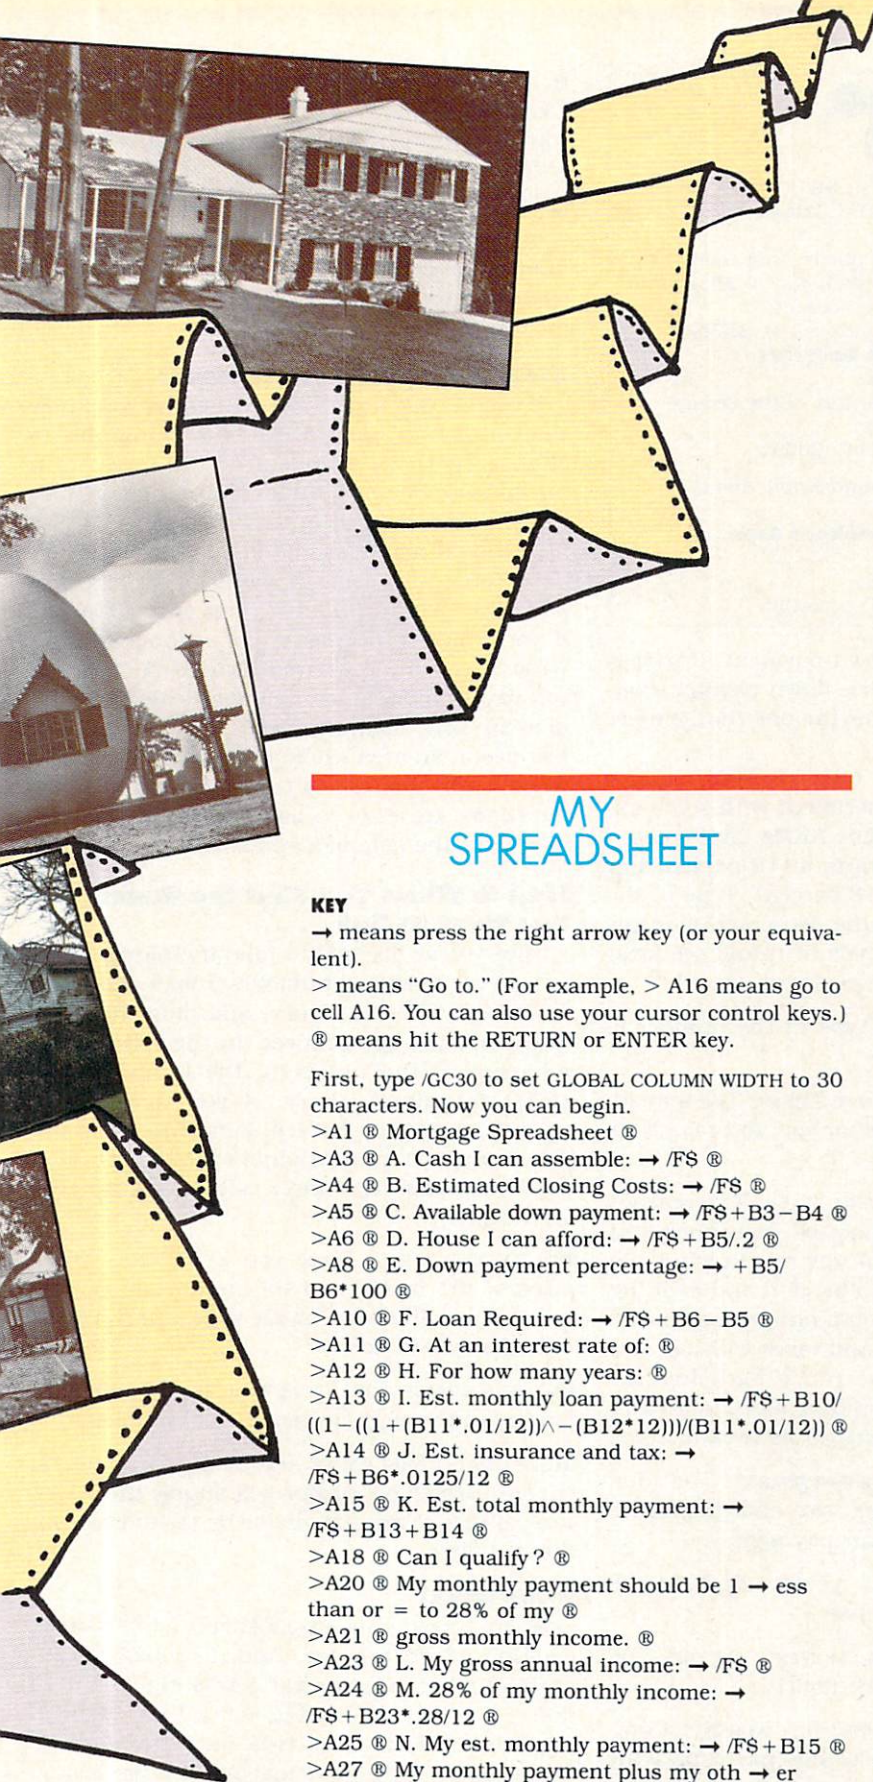 MY
SPREADSHEET
KEY
→ means press the right arrow key (or your equiva-
lent).
> means “Go to.” (For example, > A16 means go to
cell A16. You can also use your cursor control keys.)
® means hit the RETURN or ENTER key.
First, type /GC30 to set GLOBAL COLUMN WIDTH to 30
characters. Now you can begin.
>A1 ® Mortgage Spreadsheet ®
>A3 ® A. Cash I can assemble: → /F$ ®
>A4 ® B. Estimated Closing Costs: → /F$ ®
>A5 ® C. Available down payment: → /F$+B3−B4 ®
>A6 ® D. House I can afford: → /F$+B5/.2 ®
>A8 ® E. Down payment percentage: → +B5/
B6*100 ®
>A10 ® F. Loan Required: → /F$+B6−B5 ®
>A11 ® G. At an interest rate of: ®
>A12 ® H. For how many years: ®
>A13 ® I. Est. monthly loan payment: → /F$+B10/
((1−((1+(B11*.01/12))∧−(B12*12)))/(B11*.01/12)) ®
>A14 ® J. Est. insurance and tax: →
/F$+B6*.0125/12 ®
>A15 ® K. Est. total monthly payment: →
/F$+B13+B14 ®
>A18 ® Can I qualify? ®
>A20 ® My monthly payment should be 1 → ess
than or = to 28% of my ®
>A21 ® gross monthly income. ®
>A23 ® L. My gross annual income: → /F$ ®
>A24 ® M. 28% of my monthly income: →
/F$+B23*.28/12 ®
>A25 ® N. My est. monthly payment: → /F$+B15 ®
>A27 ® My monthly payment plus my oth → er